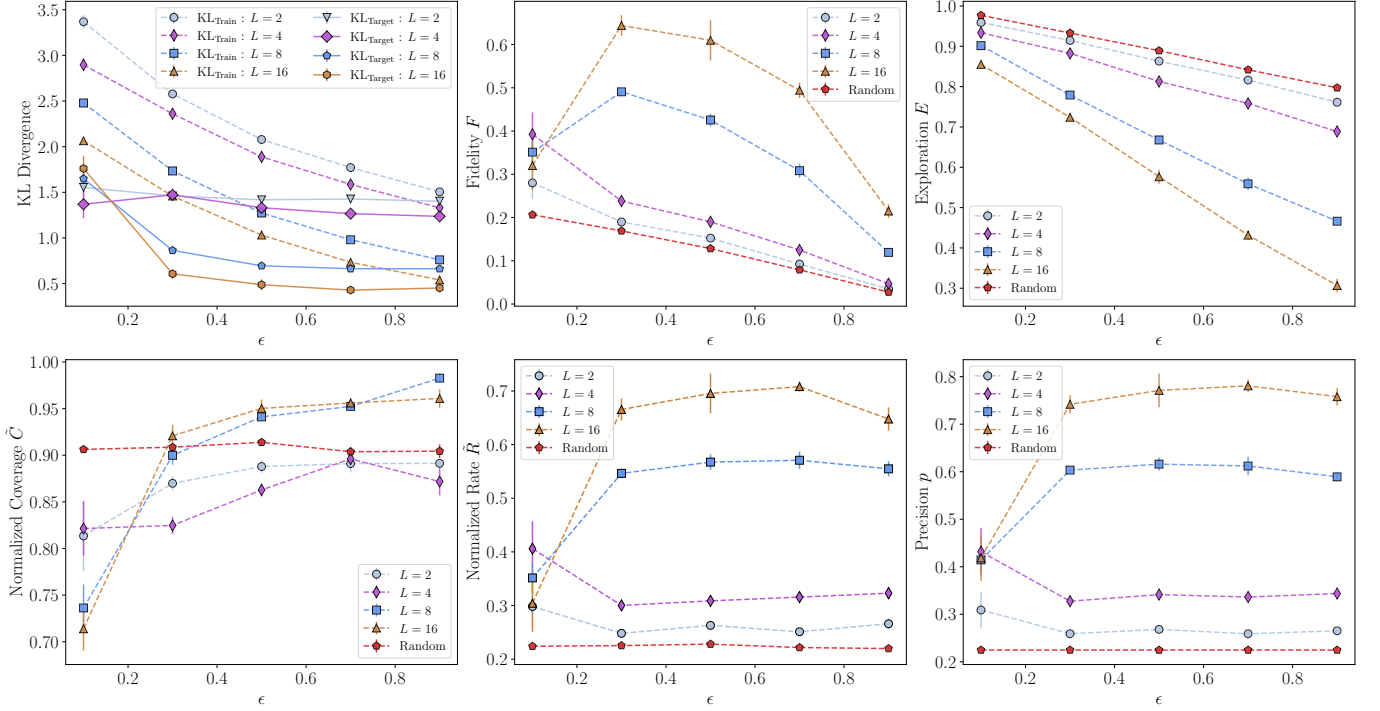 3.5
3.0
2.5
2.0
1.5
1.0
0.5
KL Divergence
KL_Train : L = 2
KL_Train : L = 4
KL_Train : L = 8
KL_Train : L = 16
KL_Target : L = 2
KL_Target : L = 4
KL_Target : L = 8
KL_Target : L = 16
0.2 0.4 0.6 0.8
ϵ
0.6
0.5
0.4
0.3
0.2
0.1
0.0
Fidelity F
L = 2
L = 4
L = 8
L = 16
Random
0.2 0.4 0.6 0.8
ϵ
1.0
0.9
0.8
0.7
0.6
0.5
0.4
0.3
Exploration E
L = 2
L = 4
L = 8
L = 16
Random
0.2 0.4 0.6 0.8
ϵ
1.00
0.95
0.90
0.85
0.80
0.75
0.70
Normalized Coverage C̃
L = 2
L = 4
L = 8
L = 16
Random
0.2 0.4 0.6 0.8
ϵ
0.7
0.6
0.5
0.4
0.3
0.2
Normalized Rate R̃
L = 2
L = 4
L = 8
L = 16
Random
0.2 0.4 0.6 0.8
ϵ
0.8
0.7
0.6
0.5
0.4
0.3
0.2
Precision p
L = 2
L = 4
L = 8
L = 16
Random
0.2 0.4 0.6 0.8
ϵ